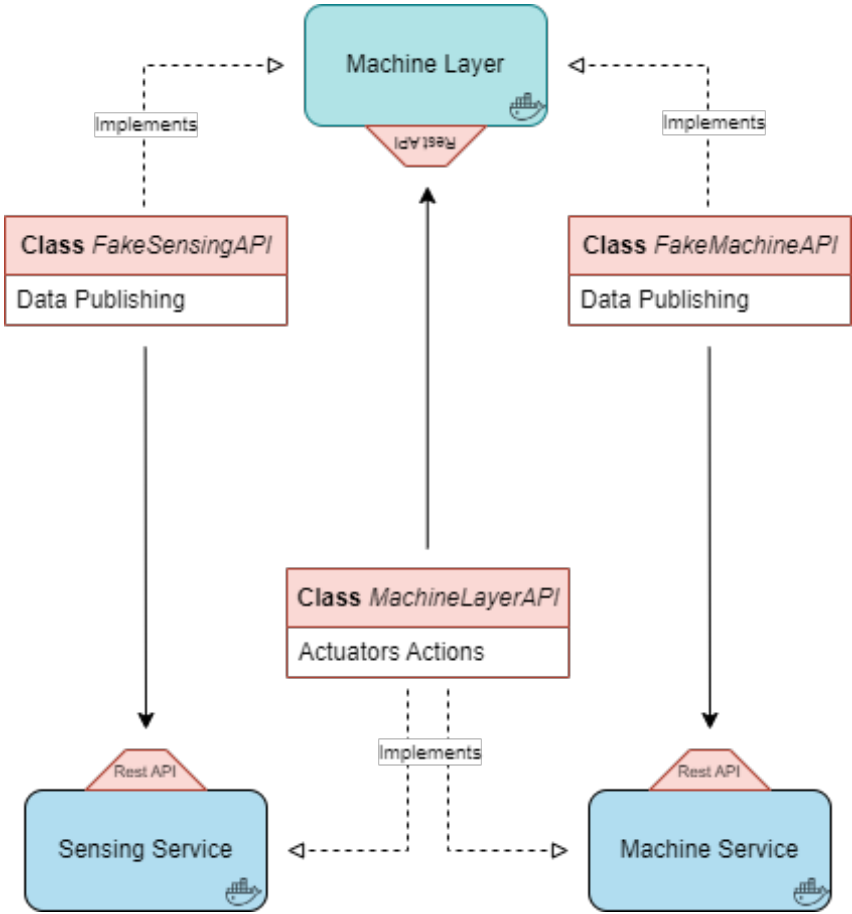 Machine Layer
Rest API
Implements
Implements
Class FakeSensingAPI
Data Publishing
Class FakeMachineAPI
Data Publishing
Class MachineLayerAPI
Actuators Actions
Implements
Rest API
Sensing Service
Rest API
Machine Service